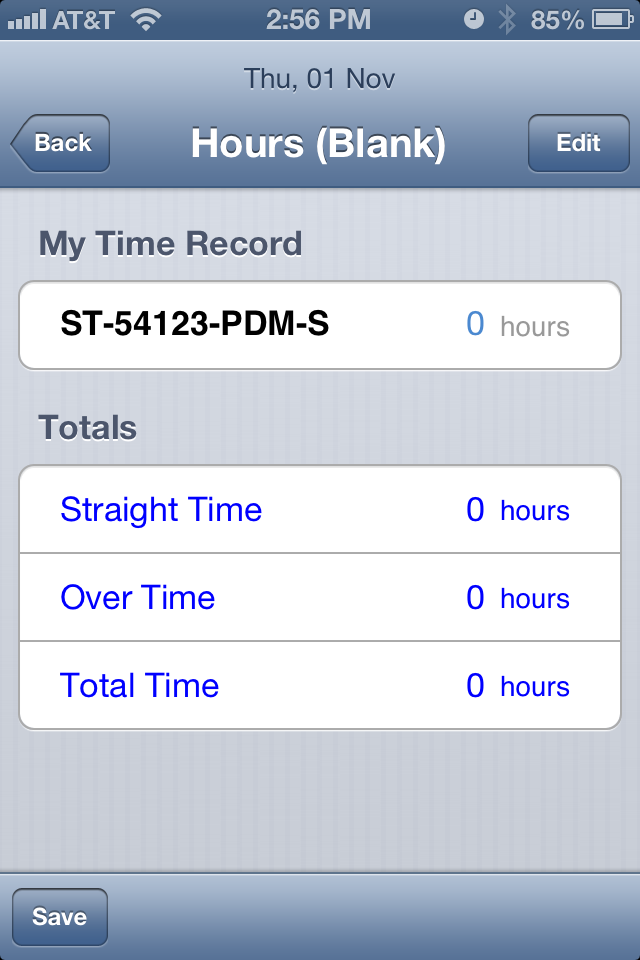 AT&T 2:56 PM 85%
Thu, 01 Nov
Back Hours (Blank) Edit
My Time Record
ST-54123-PDM-S 0 hours
Totals
Straight Time 0 hours
Over Time 0 hours
Total Time 0 hours
Save